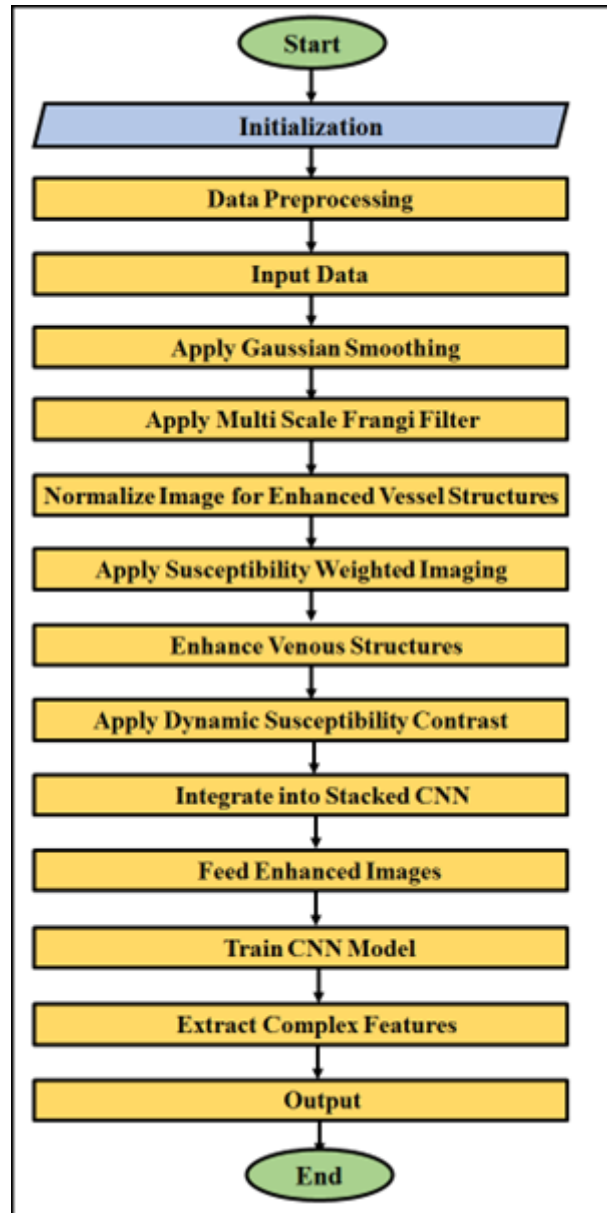 Start
Initialization
Data Preprocessing
Input Data
Apply Gaussian Smoothing
Apply Multi Scale Frangi Filter
Normalize Image for Enhanced Vessel Structures
Apply Susceptibility Weighted Imaging
Enhance Venous Structures
Apply Dynamic Susceptibility Contrast
Integrate into Stacked CNN
Feed Enhanced Images
Train CNN Model
Extract Complex Features
Output
End